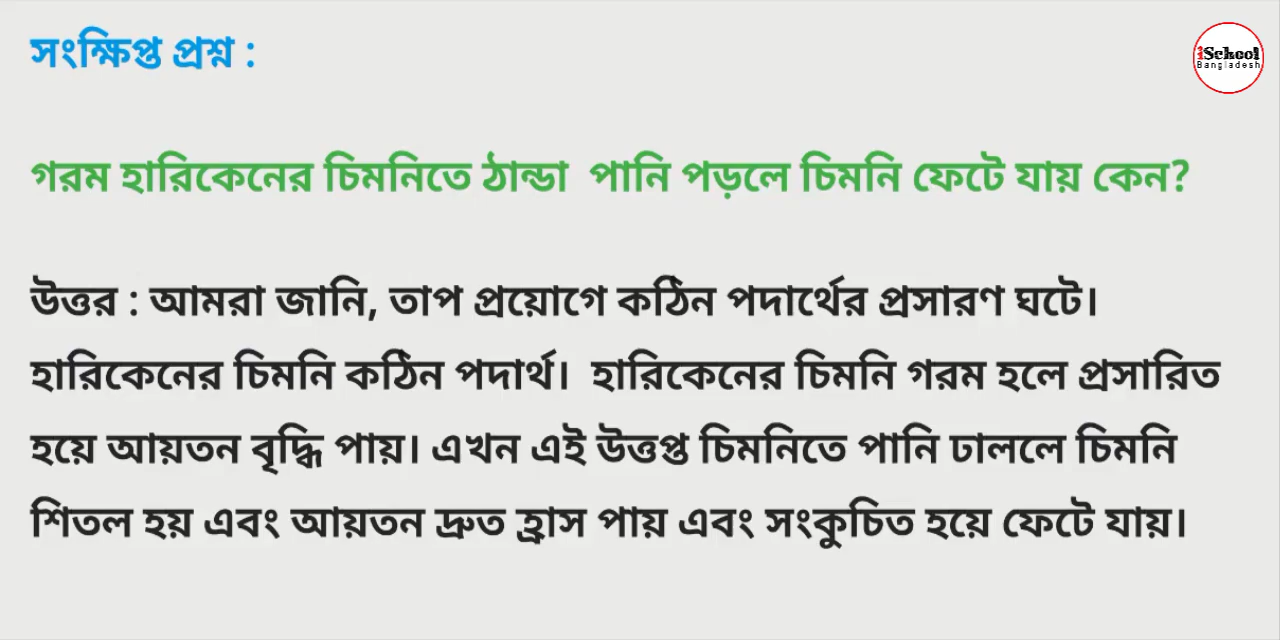 সংক্ষিপ্ত প্রশ্ন :
iSchool
Bangladesh
গরম হারিকেনের চিমনিতে ঠান্ডা পানি পড়লে চিমনি ফেটে যায় কেন?
উত্তর : আমরা জানি, তাপ প্রয়োগে কঠিন পদার্থের প্রসারণ ঘটে।
হারিকেনের চিমনি কঠিন পদার্থ। হারিকেনের চিমনি গরম হলে প্রসারিত
হয়ে আয়তন বৃদ্ধি পায়। এখন এই উত্তপ্ত চিমনিতে পানি ঢাললে চিমনি
শিতল হয় এবং আয়তন দ্রুত হ্রাস পায় এবং সংকুচিত হয়ে ফেটে যায়।